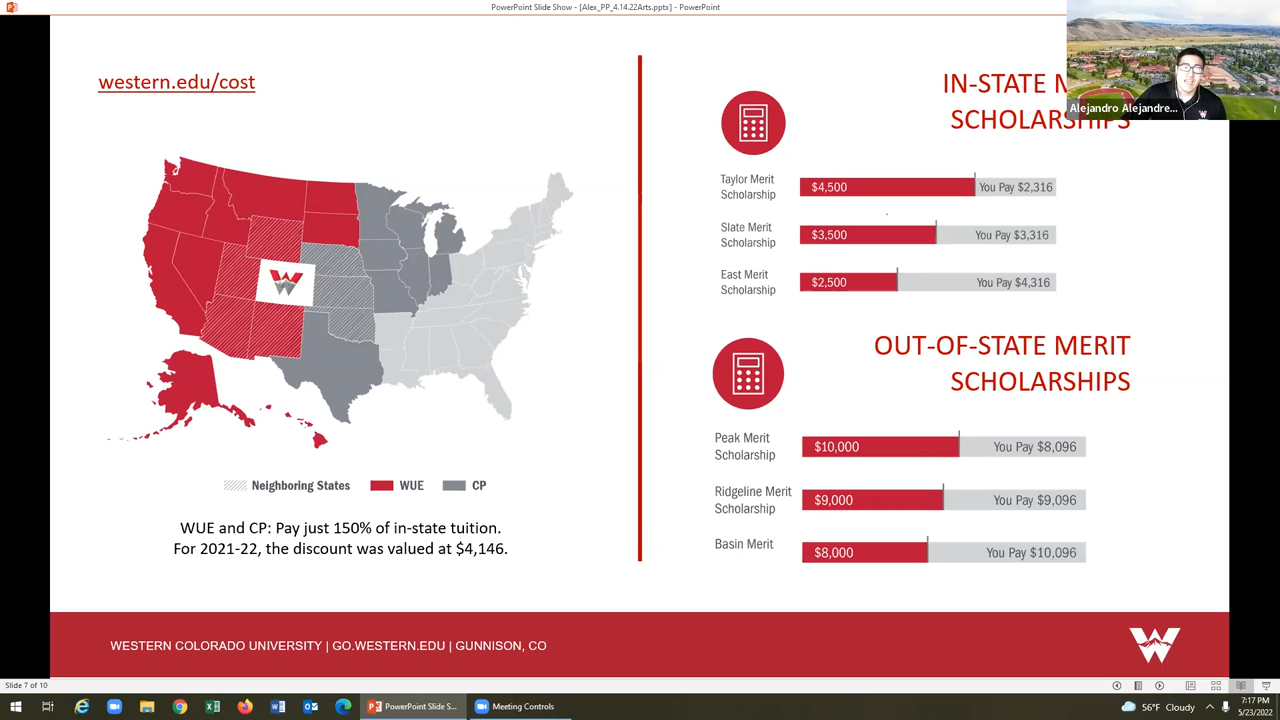 PowerPoint Slide Show - [Alex_PP_4.14.22Arts.pptx] - PowerPoint
western.edu/cost
Neighboring States WUE CP
WUE and CP: Pay just 150% of in-state tuition.
For 2021-22, the discount was valued at $4,146.
IN-STATE
SCHOLARSHIPS
Alejandro Alejandre...
Taylor Merit
Scholarship
$4,500 You Pay $2,316
Slate Merit
Scholarship
$3,500 You Pay $3,316
East Merit
Scholarship
$2,500 You Pay $4,316
OUT-OF-STATE MERIT
SCHOLARSHIPS
Peak Merit
Scholarship
$10,000 You Pay $8,096
Ridgeline Merit
Scholarship
$9,000 You Pay $9,096
Basin Merit
$8,000 You Pay $10,096
WESTERN COLORADO UNIVERSITY | GO.WESTERN.EDU | GUNNISON, CO
Slide 7 of 10
PowerPoint Slide S...
Meeting Controls
56°F Cloudy
7:17 PM
5/23/2022